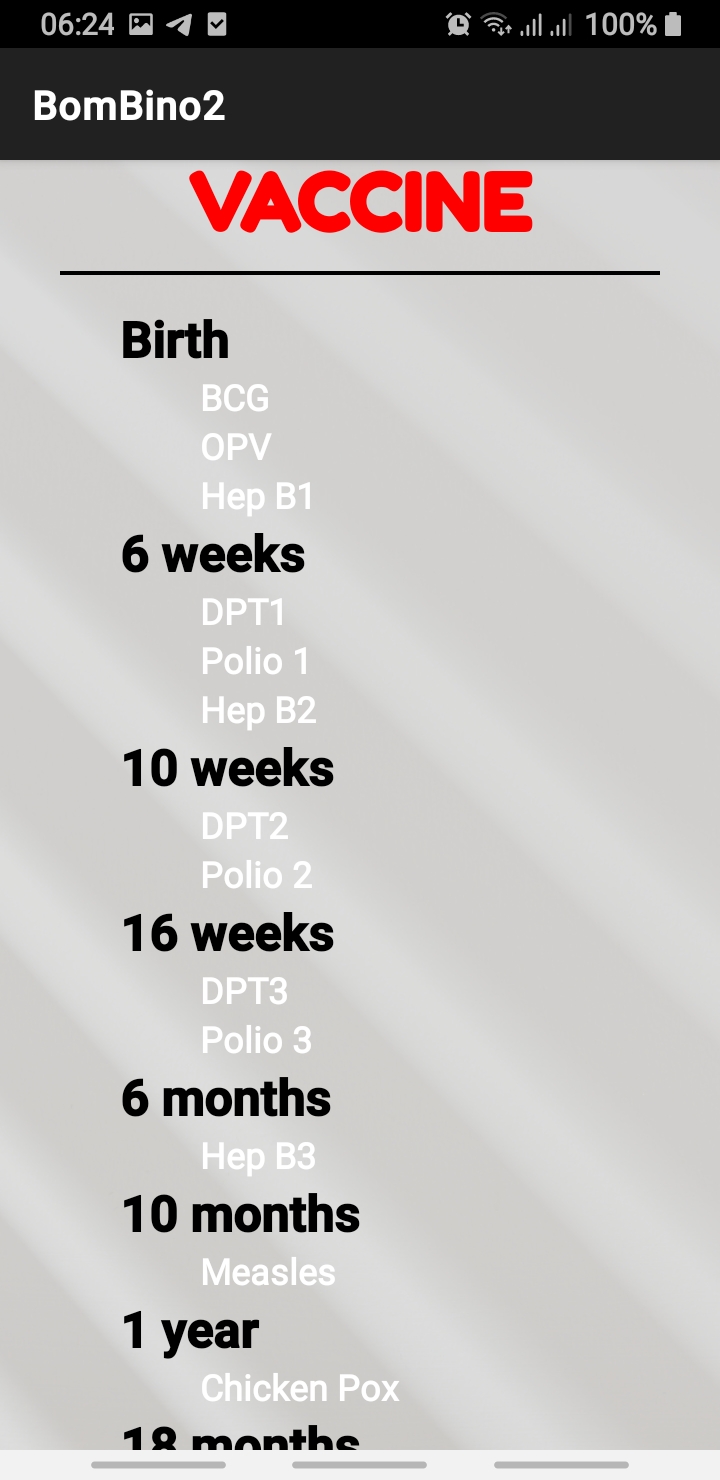 06:24 100%
BomBino2
VACCINE
Birth
BCG
OPV
Hep B1
6 weeks
DPT1
Polio 1
Hep B2
10 weeks
DPT2
Polio 2
16 weeks
DPT3
Polio 3
6 months
Hep B3
10 months
Measles
1 year
Chicken Pox
18 months